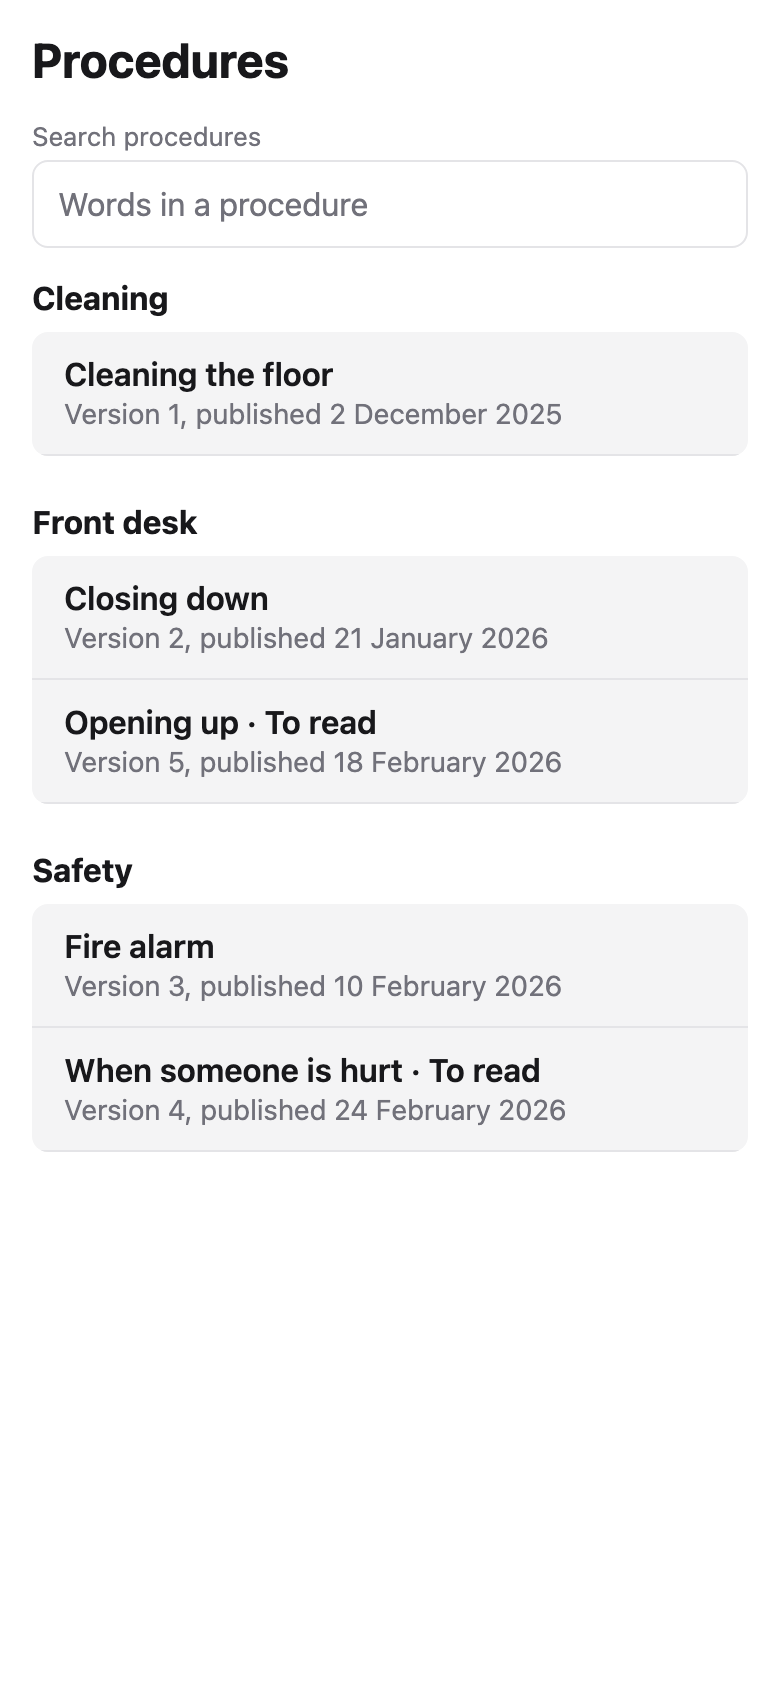 Procedures
Search procedures
Words in a procedure
Cleaning
Cleaning the floor
Version 1, published 2 December 2025
Front desk
Closing down
Version 2, published 21 January 2026
Opening up · To read
Version 5, published 18 February 2026
Safety
Fire alarm
Version 3, published 10 February 2026
When someone is hurt · To read
Version 4, published 24 February 2026